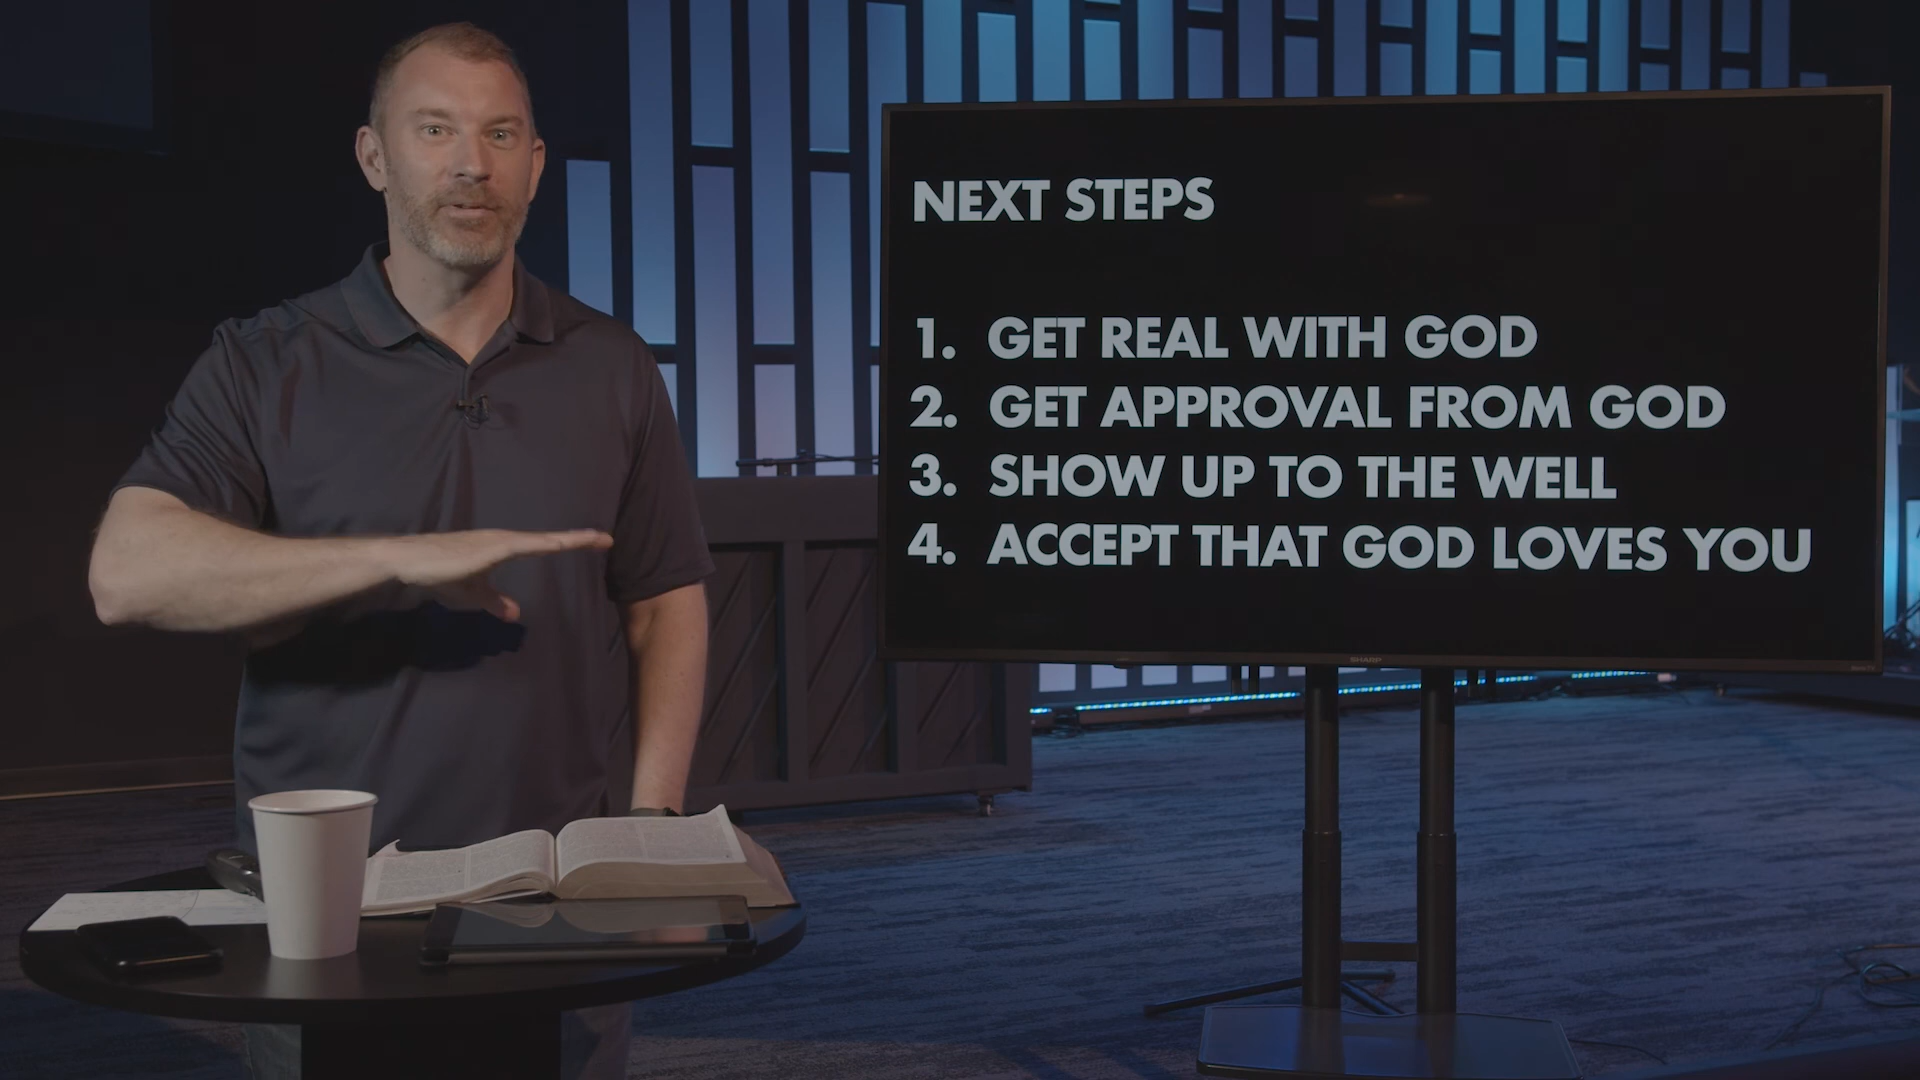 NEXT STEPS
1. GET REAL WITH GOD
2. GET APPROVAL FROM GOD
3. SHOW UP TO THE WELL
4. ACCEPT THAT GOD LOVES YOU
SHARP